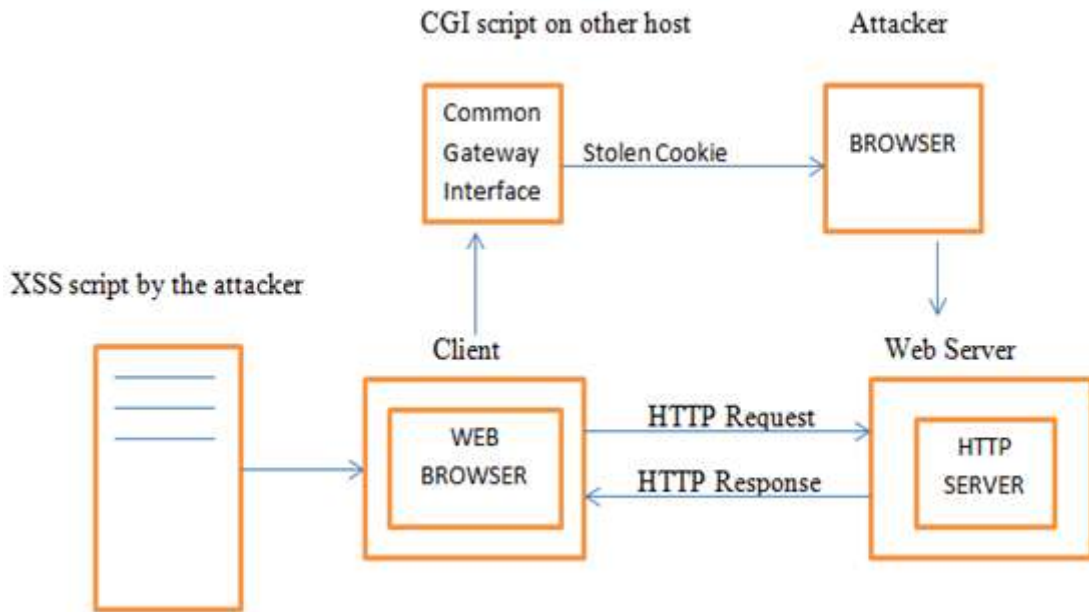 CGI script on other host
Attacker
Common
Gateway
Interface
Stolen Cookie
BROWSER
XSS script by the attacker
Client
Web Server
WEB
BROWSER
HTTP Request
HTTP Response
HTTP
SERVER